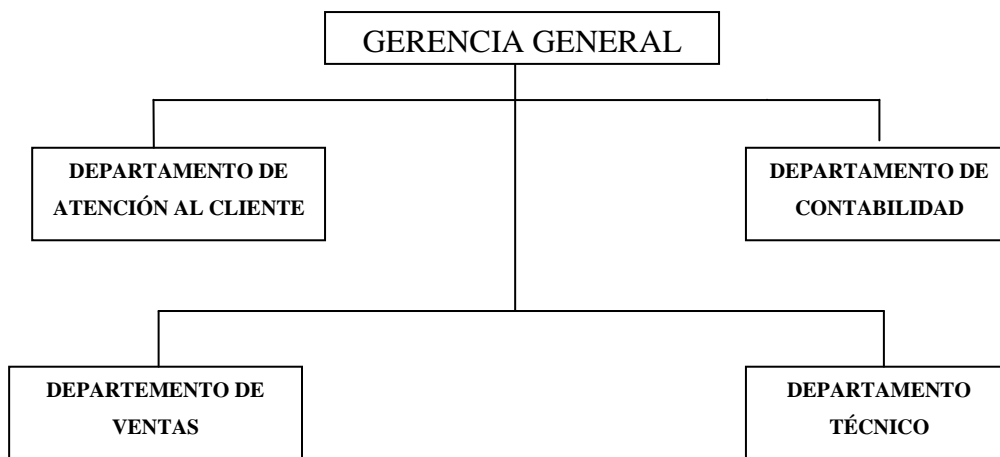 GERENCIA GENERAL
DEPARTAMENTO DE
ATENCIÓN AL CLIENTE
DEPARTAMENTO DE
CONTABILIDAD
DEPARTEMENTO DE
VENTAS
DEPARTAMENTO
TÉCNICO